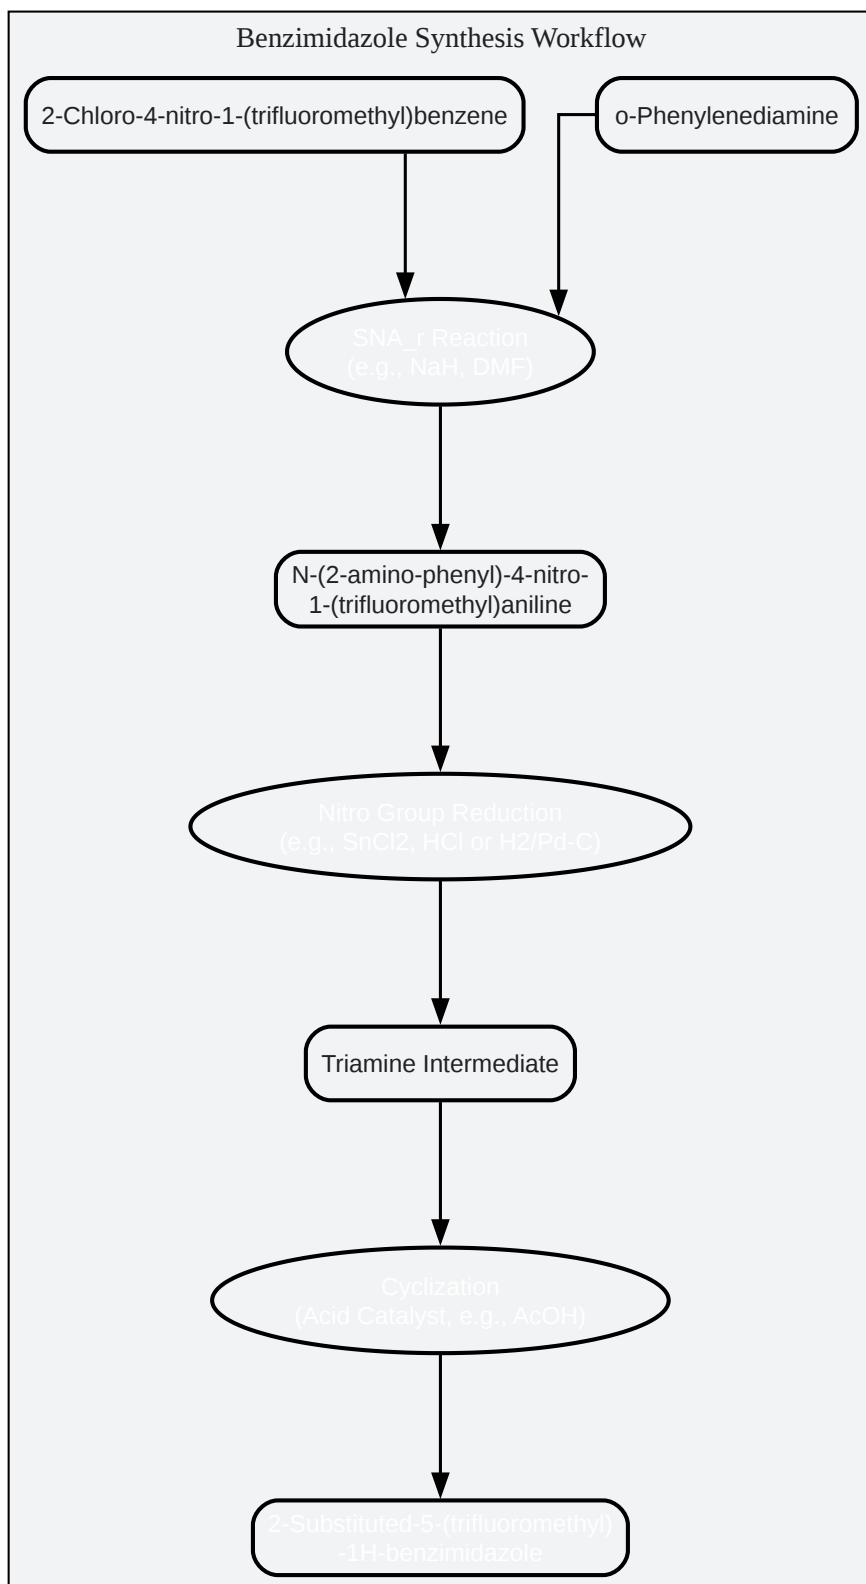 Benzimidazole Synthesis Workflow
2-Chloro-4-nitro-1-(trifluoromethyl)benzene
o-Phenylenediamine
SNA_r Reaction
(e.g., NaH, DMF)
N-(2-amino-phenyl)-4-nitro-
1-(trifluoromethyl)aniline
Nitro Group Reduction
(e.g., SnCl2, HCl or H2/Pd-C)
Triamine Intermediate
Cyclization
(Acid Catalyst, e.g., AcOH)
2-Substituted-5-(trifluoromethyl)
-1H-benzimidazole